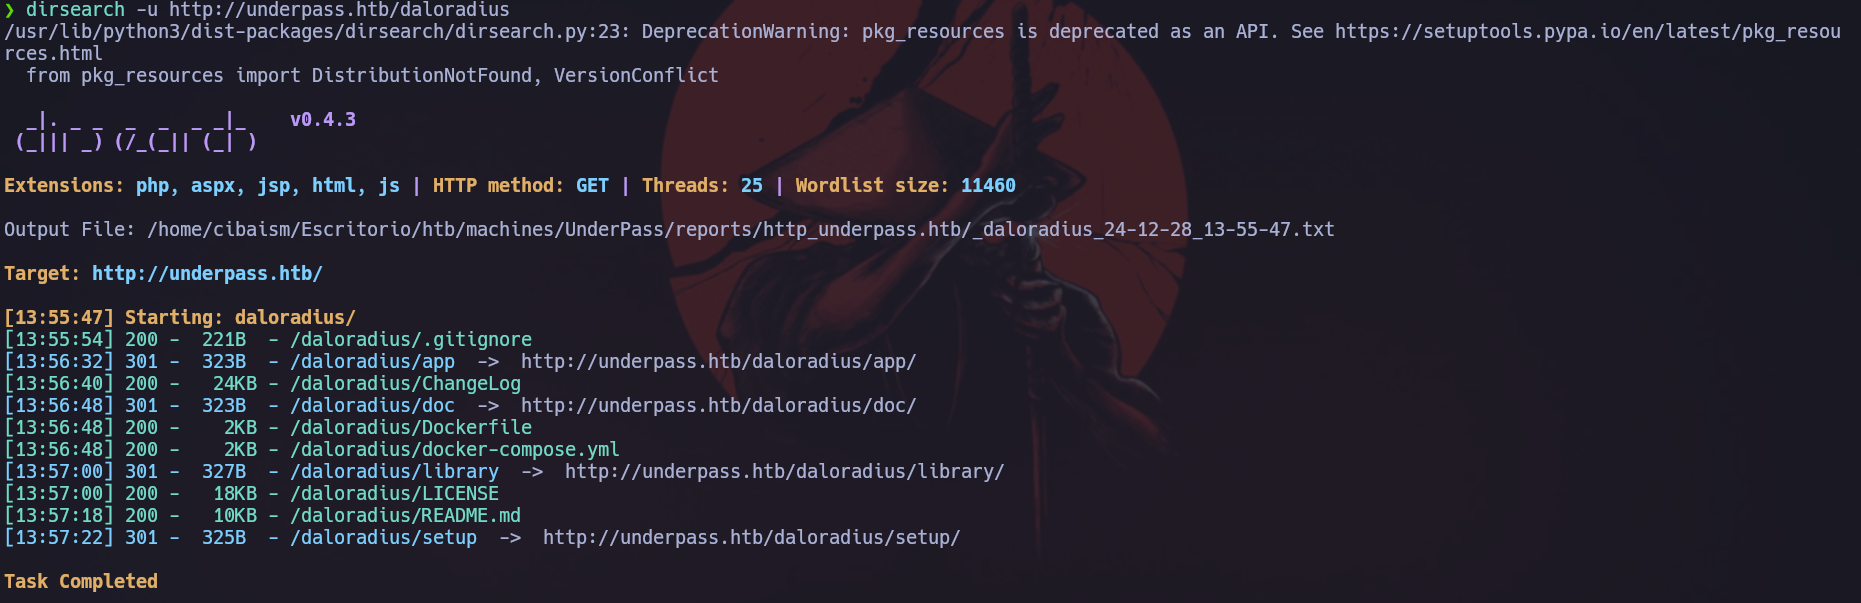 ❯ dirsearch -u http://underpass.htb/daloradius
/usr/lib/python3/dist-packages/dirsearch/dirsearch.py:23: DeprecationWarning: pkg_resources is deprecated as an API. See https://setuptools.pypa.io/en/latest/pkg_resou
rces.html
  from pkg_resources import DistributionNotFound, VersionConflict
  _|. _ _  _  _  _ _|_    v0.4.3
 (_||| _) (/_(_|| (_| )
Extensions: php, aspx, jsp, html, js | HTTP method: GET | Threads: 25 | Wordlist size: 11460
Output File: /home/cibaism/Escritorio/htb/machines/UnderPass/reports/http_underpass.htb/_daloradius_24-12-28_13-55-47.txt
Target: http://underpass.htb/
[13:55:47] Starting: daloradius/
[13:55:54] 200 -  221B  - /daloradius/.gitignore
[13:56:32] 301 -  323B  - /daloradius/app  ->  http://underpass.htb/daloradius/app/
[13:56:40] 200 -   24KB - /daloradius/ChangeLog
[13:56:48] 301 -  323B  - /daloradius/doc  ->  http://underpass.htb/daloradius/doc/
[13:56:48] 200 -    2KB - /daloradius/Dockerfile
[13:56:48] 200 -    2KB - /daloradius/docker-compose.yml
[13:57:00] 301 -  327B  - /daloradius/library  ->  http://underpass.htb/daloradius/library/
[13:57:00] 200 -   18KB - /daloradius/LICENSE
[13:57:18] 200 -   10KB - /daloradius/README.md
[13:57:22] 301 -  325B  - /daloradius/setup  ->  http://underpass.htb/daloradius/setup/
Task Completed